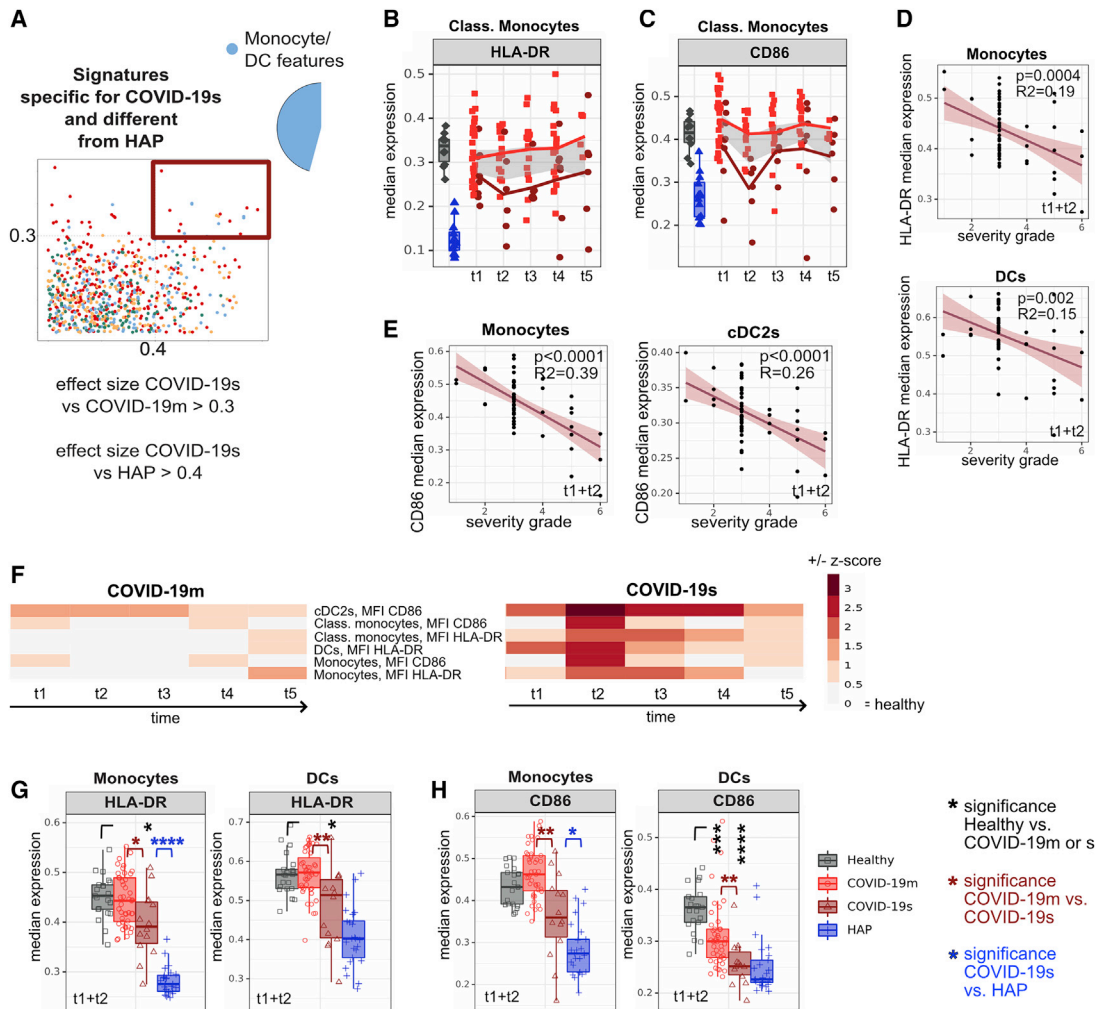 A
Monocyte/
DC features
Signatures
specific for COVID-19s
and different
from HAP
0.3
0.4
effect size COVID-19s
vs COVID-19m > 0.3
effect size COVID-19s
vs HAP > 0.4
B
Class. Monocytes
HLA-DR
median expression
0.5
0.4
0.3
0.2
0.1
t1 t2 t3 t4 t5
C
Class. Monocytes
CD86
median expression
0.5
0.4
0.3
0.2
t1 t2 t3 t4 t5
D
Monocytes
p=0.0004
R2=0.19
HLA-DR median expression
0.5
0.4
0.3
t1+t2
2 4 6
severity grade
DCs
p=0.002
R2=0.15
HLA-DR median expression
0.7
0.6
0.5
0.4
0.3
t1+t2
2 4 6
severity grade
E
Monocytes
p<0.0001
R2=0.39
CD86 median expression
0.6
0.5
0.4
0.3
0.2
t1+t2
2 4 6
severity grade
cDC2s
p<0.0001
R=0.26
CD86 median expression
0.40
0.35
0.30
0.25
0.20
t1+t2
2 4 6
severity grade
F
COVID-19m
COVID-19s
cDC2s, MFI CD86
Class. monocytes, MFI CD86
Class. monocytes, MFI HLA-DR
DCs, MFI HLA-DR
Monocytes, MFI CD86
Monocytes, MFI HLA-DR
t1 t2 t3 t4 t5
time
t1 t2 t3 t4 t5
time
+/- z-score
3
2.5
2
1.5
1
0.5
0 = healthy
G
Monocytes
HLA-DR
median expression
0.6
0.5
0.4
0.3
* * ****
t1+t2
DCs
HLA-DR
median expression
0.7
0.6
0.5
0.4
0.3
** *
t1+t2
H
Monocytes
CD86
median expression
0.6
0.5
0.4
0.3
0.2
** *
t1+t2
DCs
CD86
median expression
0.5
0.4
0.3
0.2
*** ****
**
t1+t2
Healthy
COVID-19m
COVID-19s
HAP
* significance
Healthy vs.
COVID-19m or s
* significance
COVID-19m vs.
COVID-19s
* significance
COVID-19s
vs. HAP